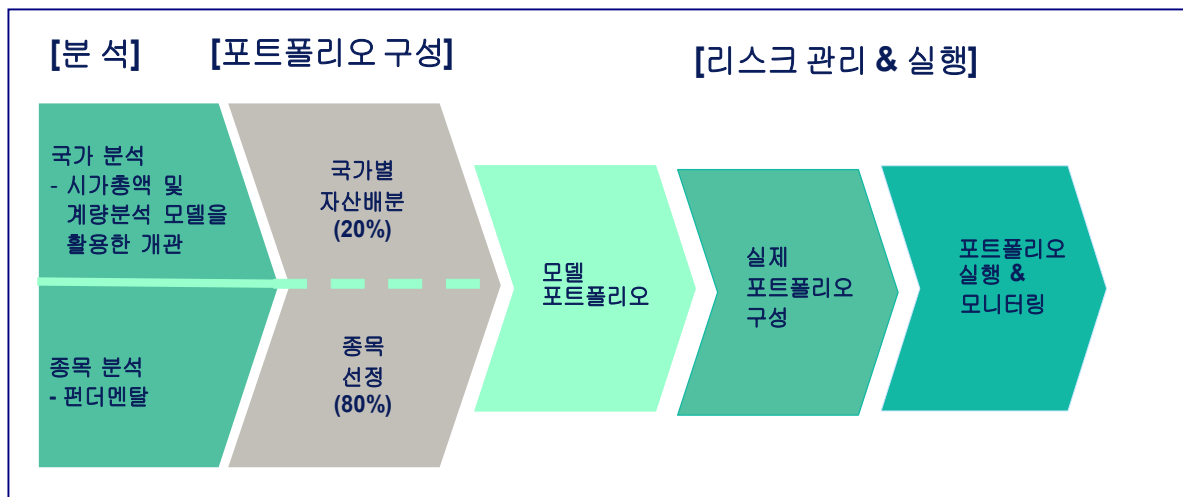 [분 석]
[포트폴리오 구성]
[리스크 관리 & 실행]
국가 분석
- 시가총액 및
계량분석 모델을
활용한 개관
종목 분석
- 펀더멘탈
국가별
자산배분
(20%)
종목
선정
(80%)
모델
포트폴리오
실제
포트폴리오
구성
포트폴리오
실행 &
모니터링